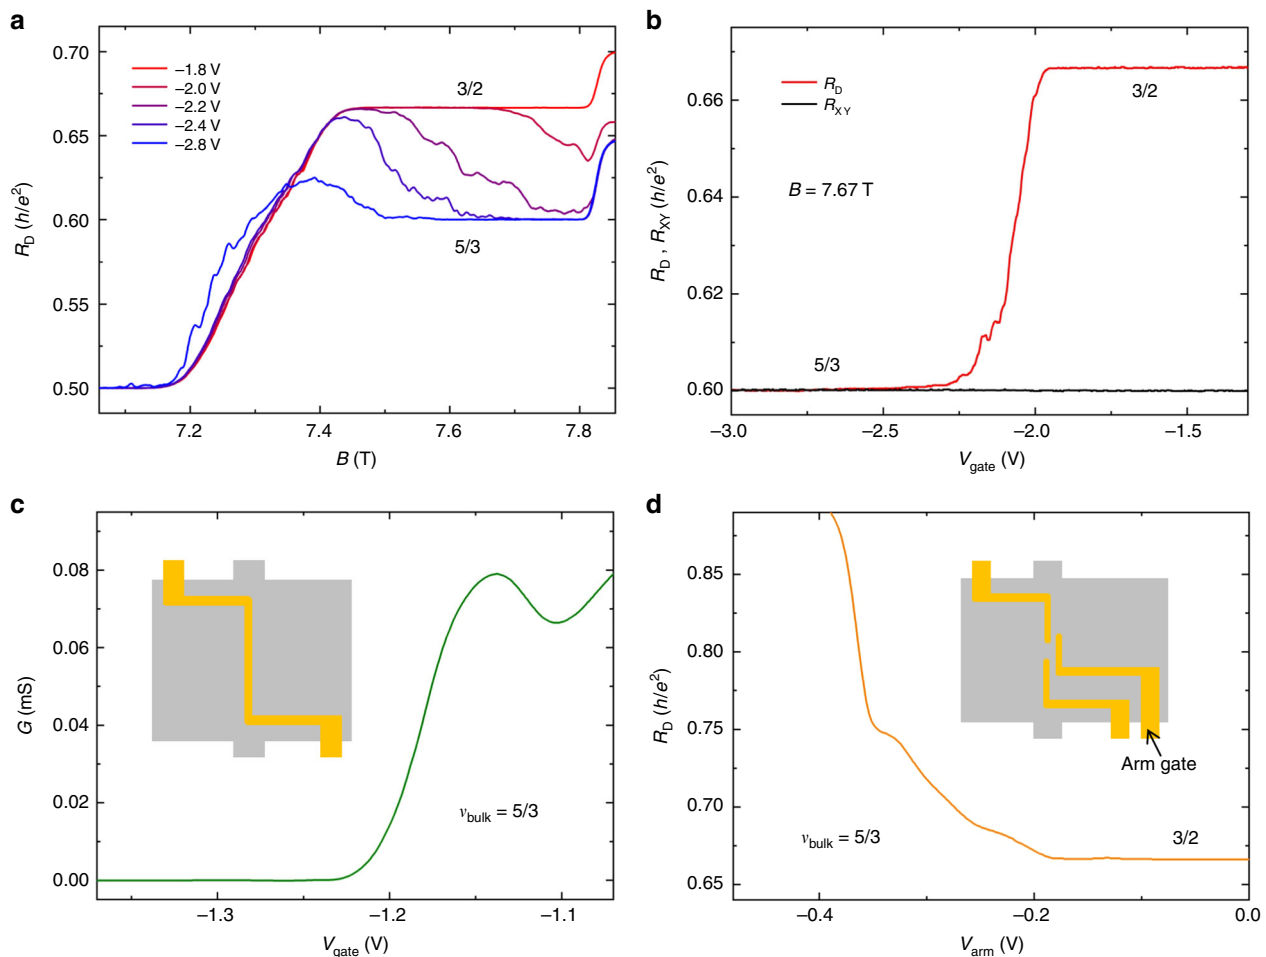 a
0.70
0.65
0.60
0.55
0.50
R_D (h/e²)
−1.8 V
−2.0 V
−2.2 V
−2.4 V
−2.8 V
3/2
5/3
7.2 7.4 7.6 7.8
B (T)
b
0.66
0.64
0.62
0.60
R_D , R_XY (h/e²)
R_D
R_XY
3/2
B = 7.67 T
5/3
−3.0 −2.5 −2.0 −1.5
V_gate (V)
c
0.08
0.06
0.04
0.02
0.00
G (mS)
ν_bulk = 5/3
−1.3 −1.2 −1.1
V_gate (V)
d
0.85
0.80
0.75
0.70
0.65
R_D (h/e²)
Arm gate
ν_bulk = 5/3
3/2
−0.4 −0.2 0.0
V_arm (V)